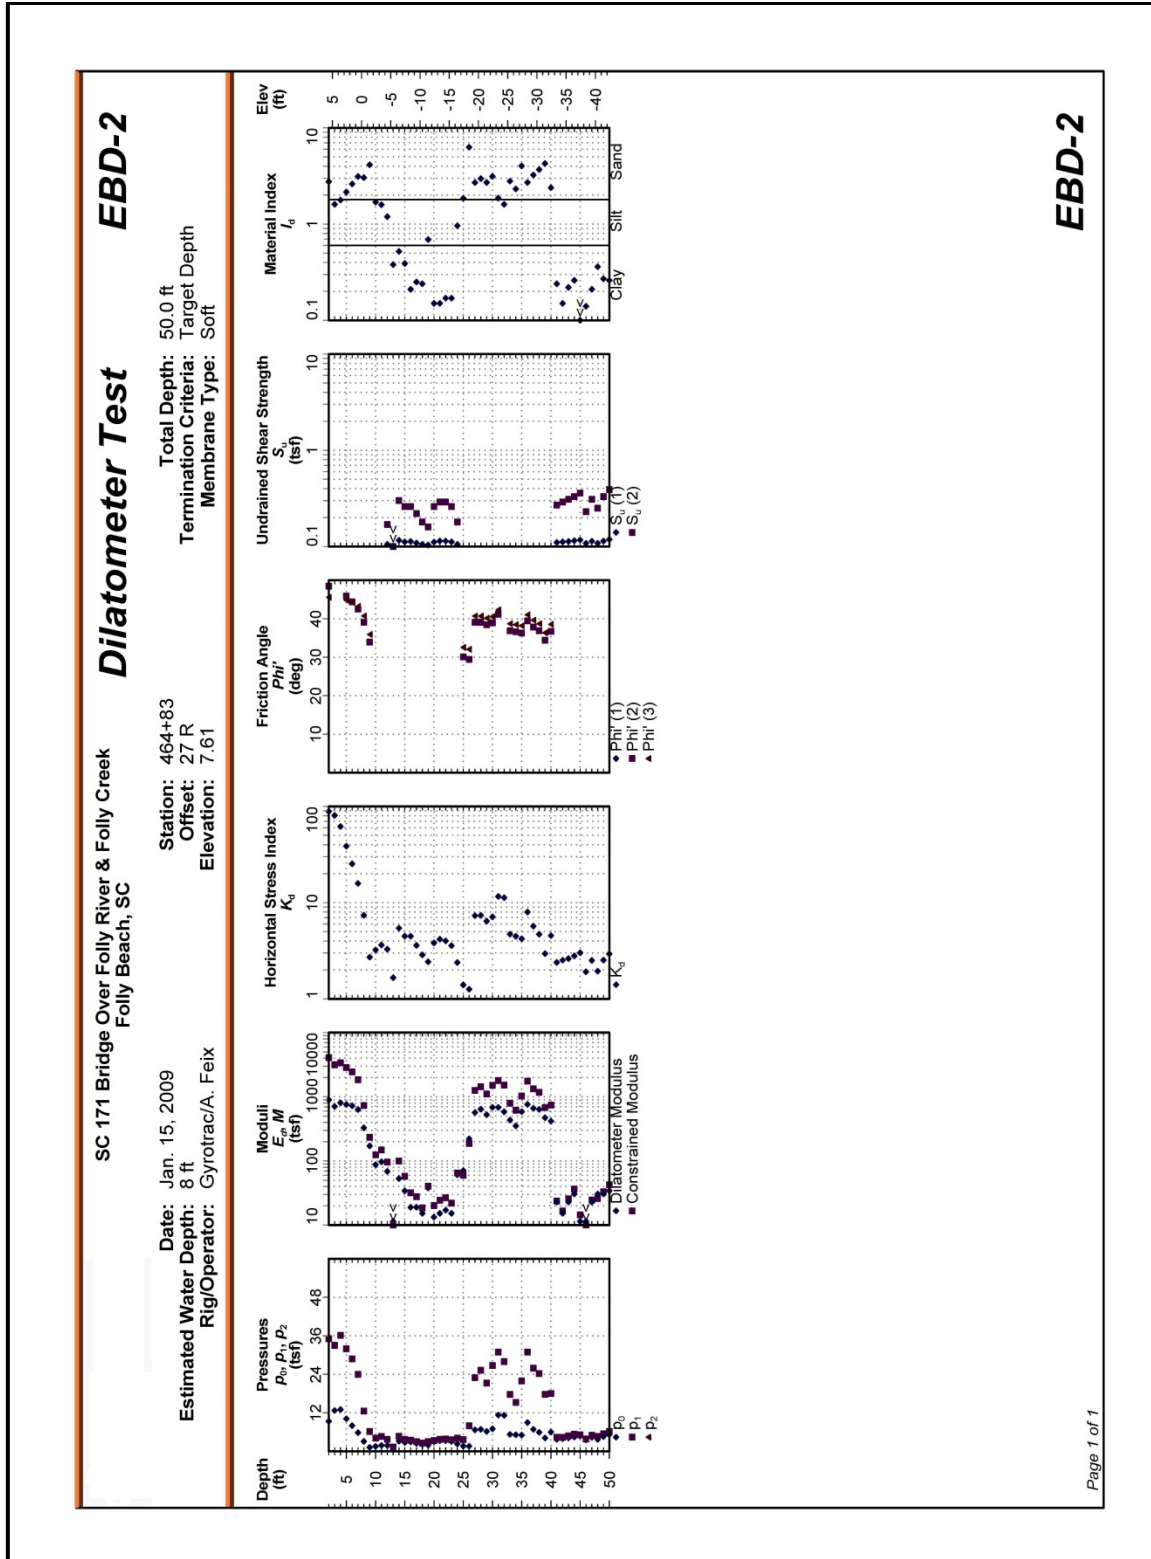 SC 171 Bridge Over Folly River & Folly Creek
Folly Beach, SC
Dilatometer Test
EBD-2
Date: Jan. 15, 2009
Estimated Water Depth: 8 ft
Rig/Operator: Gyrotrac/A. Feix
Station: 464+83
Offset: 27 R
Elevation: 7.61
Total Depth: 50.0 ft
Termination Criteria: Target Depth
Membrane Type: Soft
Depth
(ft)
5
10
15
20
25
30
35
40
45
50
Pressures
p₀, p₁, p₂
(tsf)
12 24 36 48
p₀
p₁
p₂
Moduli
E_d, M
(tsf)
10 100 1000 10000
>>
>>
Dilatometer Modulus
Constrained Modulus
Horizontal Stress Index
K_d
1 10 100
K_d
Friction Angle
Phi'
(deg)
10 20 30 40
Phi' (1)
Phi' (2)
Phi' (3)
Undrained Shear Strength
S_u
(tsf)
0.1 1 10
>>
S_u (1)
S_u (2)
Material Index
I_d
0.1 1 10
>>
Clay Silt Sand
Elev
(ft)
5
0
-5
-10
-15
-20
-25
-30
-35
-40
Page 1 of 1
EBD-2